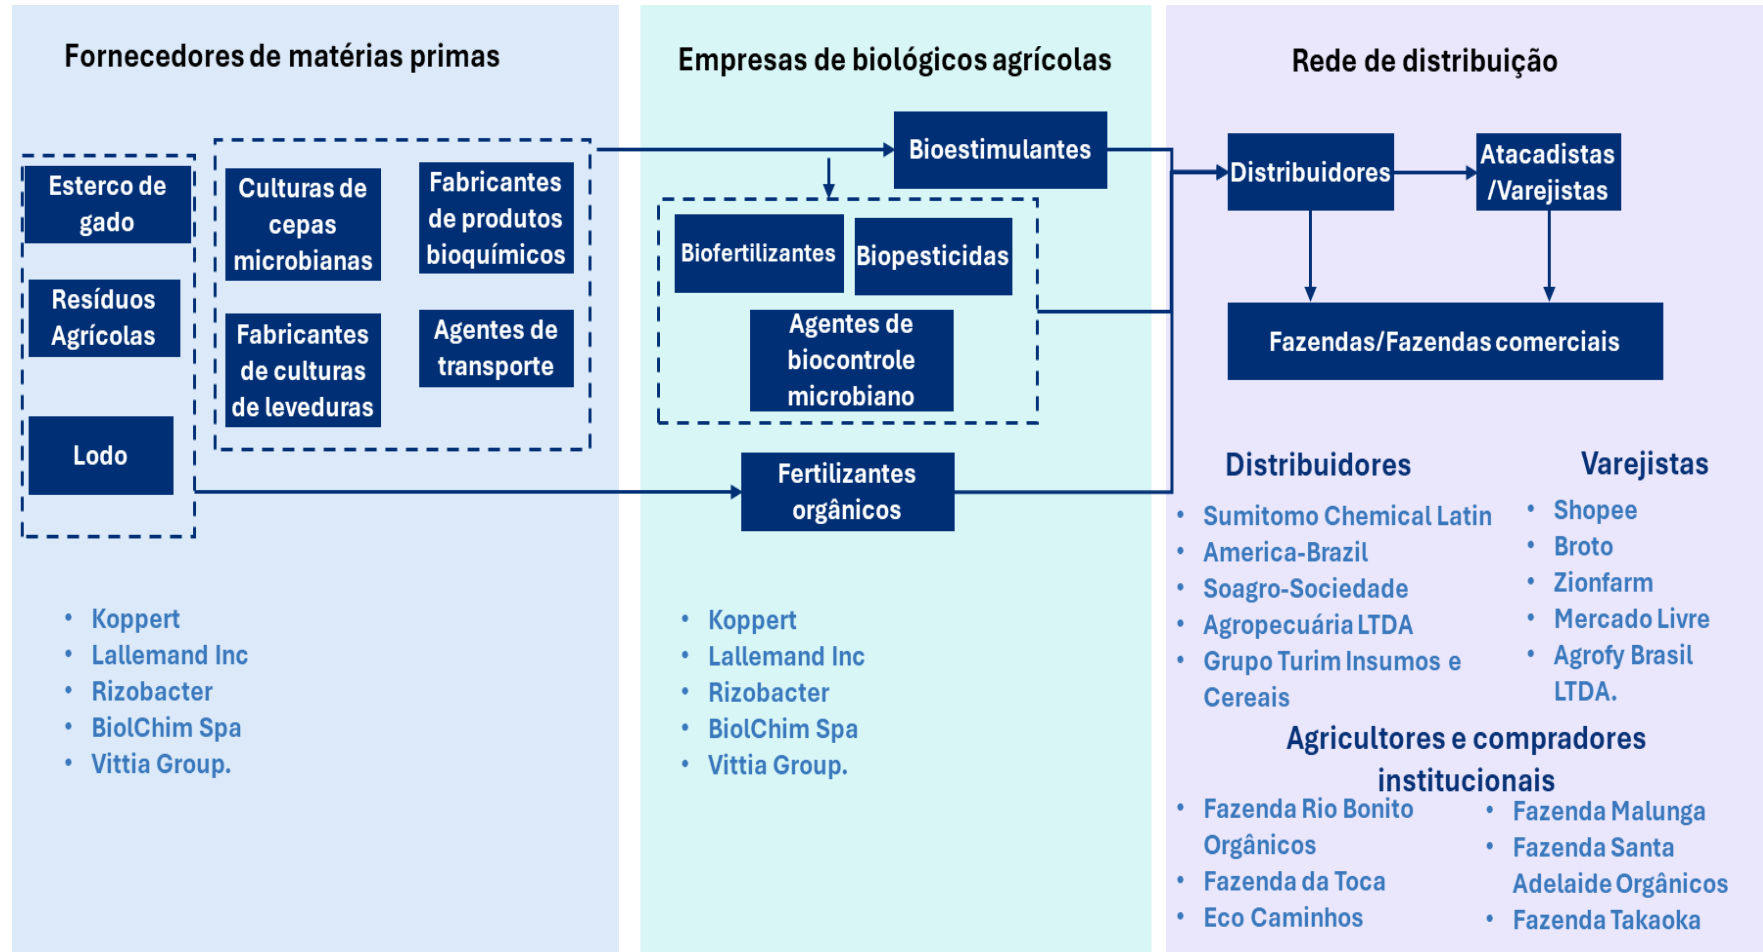 Fornecedores de matérias primas
Esterco de
gado
Resíduos
Agrícolas
Lodo
Culturas de
cepas
microbianas
Fabricantes
de produtos
bioquímicos
Fabricantes
de culturas
de leveduras
Agentes de
transporte
• Koppert
• Lallemand Inc
• Rizobacter
• BiolChim Spa
• Vittia Group.
Empresas de biológicos agrícolas
Bioestimulantes
Biofertilizantes
Biopesticidas
Agentes de
biocontrole
microbiano
Fertilizantes
orgânicos
• Koppert
• Lallemand Inc
• Rizobacter
• BiolChim Spa
• Vittia Group.
Rede de distribuição
Distribuidores
Atacadistas
/Varejistas
Fazendas/Fazendas comerciais
Distribuidores
• Sumitomo Chemical Latin
• America-Brazil
• Soagro-Sociedade
• Agropecuária LTDA
• Grupo Turim Insumos e
Cereais
Varejistas
• Shopee
• Broto
• Zionfarm
• Mercado Livre
• Agrofy Brasil
LTDA.
Agricultores e compradores
institucionais
• Fazenda Rio Bonito
Orgânicos
• Fazenda da Toca
• Eco Caminhos
• Fazenda Malunga
• Fazenda Santa
Adelaide Orgânicos
• Fazenda Takaoka